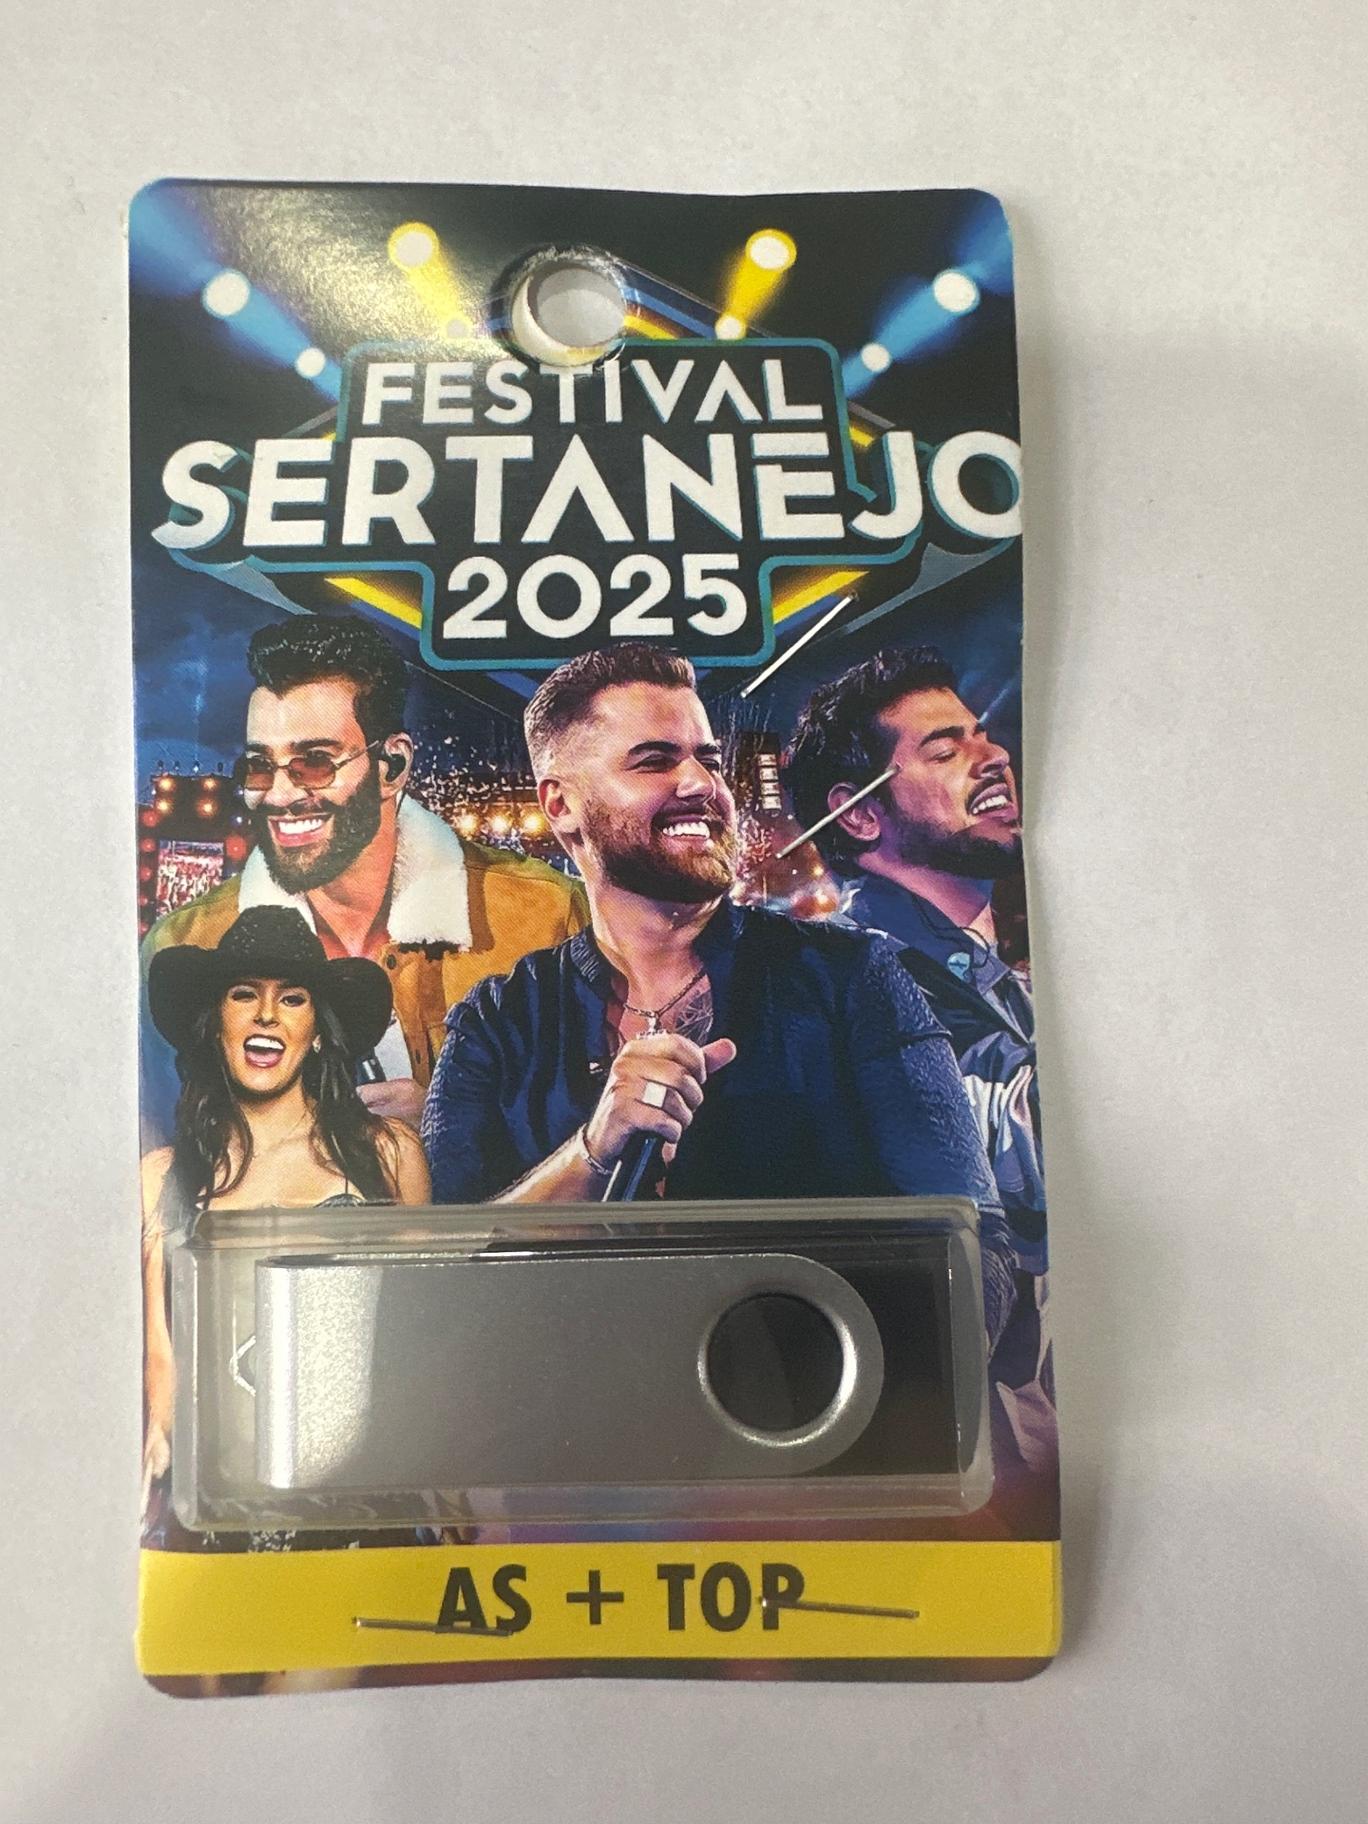 FESTIVAL
SERTANEJO
2025
AS + TOP